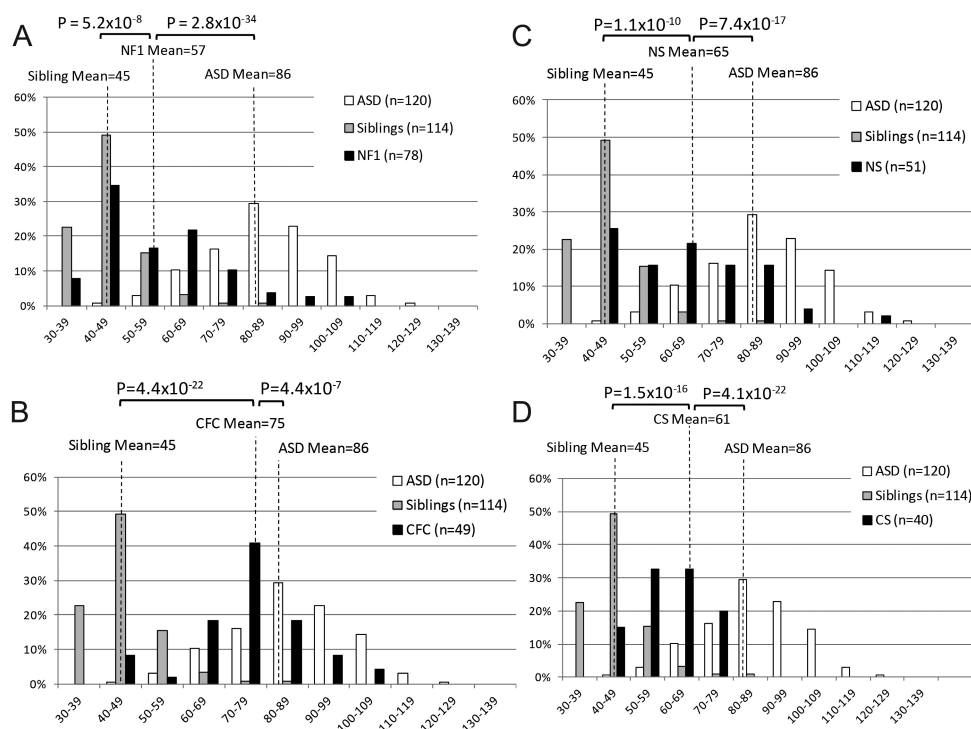 A
P = 5.2x10⁻⁸ P = 2.8x10⁻³⁴
NF1 Mean=57
Sibling Mean=45 ASD Mean=86
60%
50%
40%
30%
20%
10%
0%
ASD (n=120)
Siblings (n=114)
NF1 (n=78)
30-39 40-49 50-59 60-69 70-79 80-89 90-99 100-109 110-119 120-129 130-139
C
P=1.1x10⁻¹⁰ P=7.4x10⁻¹⁷
NS Mean=65
Sibling Mean=45 ASD Mean=86
60%
50%
40%
30%
20%
10%
0%
ASD (n=120)
Siblings (n=114)
NS (n=51)
30-39 40-49 50-59 60-69 70-79 80-89 90-99 100-109 110-119 120-129 130-139
B
P=4.4x10⁻²² P=4.4x10⁻⁷
CFC Mean=75
Sibling Mean=45 ASD Mean=86
60%
50%
40%
30%
20%
10%
0%
ASD (n=120)
Siblings (n=114)
CFC (n=49)
30-39 40-49 50-59 60-69 70-79 80-89 90-99 100-109 110-119 120-129 130-139
D
P=1.5x10⁻¹⁶ P=4.1x10⁻²²
CS Mean=61
Sibling Mean=45 ASD Mean=86
60%
50%
40%
30%
20%
10%
0%
ASD (n=120)
Siblings (n=114)
CS (n=40)
30-39 40-49 50-59 60-69 70-79 80-89 90-99 100-109 110-119 120-129 130-139